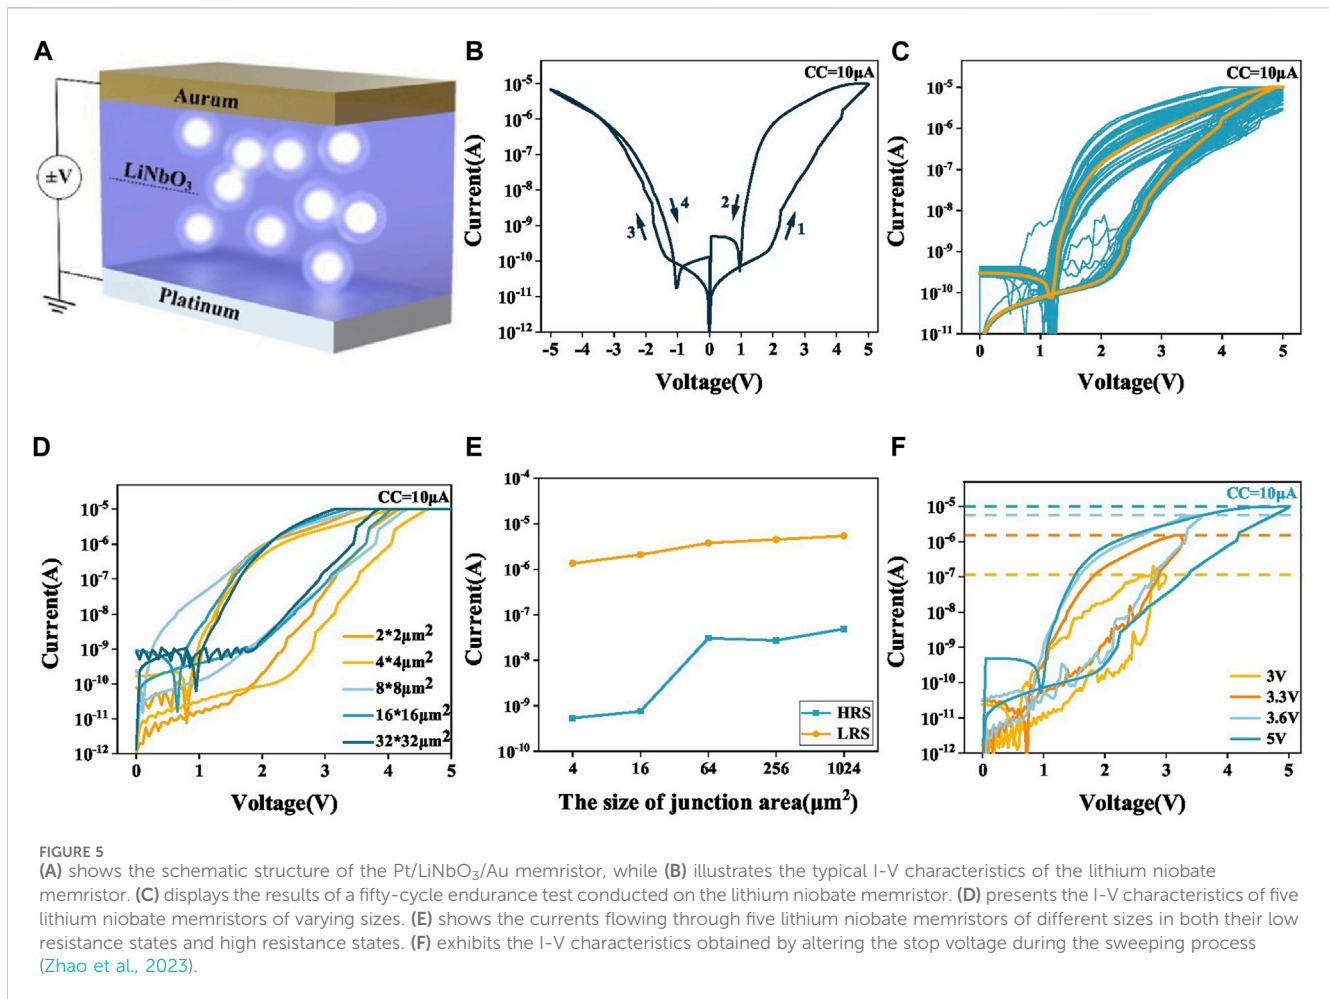 A
Aurum
±V
LiNbO3
Platinum
B
CC=10µA
Current(A)
10-5
10-6
10-7
10-8
10-9
10-10
10-11
10-12
1
2
3
4
-5 -4 -3 -2 -1 0 1 2 3 4 5
Voltage(V)
C
CC=10µA
Current(A)
10-5
10-6
10-7
10-8
10-9
10-10
10-11
0 1 2 3 4 5
Voltage(V)
D
CC=10µA
Current(A)
10-5
10-6
10-7
10-8
10-9
10-10
10-11
10-12
2*2µm2
4*4µm2
8*8µm2
16*16µm2
32*32µm2
0 1 2 3 4 5
Voltage(V)
E
Current(A)
10-4
10-5
10-6
10-7
10-8
10-9
10-10
HRS
LRS
4 16 64 256 1024
The size of junction area(µm2)
F
CC=10µA
Current(A)
10-5
10-6
10-7
10-8
10-9
10-10
10-11
10-12
3V
3.3V
3.6V
5V
0 1 2 3 4 5
Voltage(V)
FIGURE 5
(A) shows the schematic structure of the Pt/LiNbO3/Au memristor, while (B) illustrates the typical I-V characteristics of the lithium niobate
memristor. (C) displays the results of a fifty-cycle endurance test conducted on the lithium niobate memristor. (D) presents the I-V characteristics of five
lithium niobate memristors of varying sizes. (E) shows the currents flowing through five lithium niobate memristors of different sizes in both their low
resistance states and high resistance states. (F) exhibits the I-V characteristics obtained by altering the stop voltage during the sweeping process
(Zhao et al., 2023).